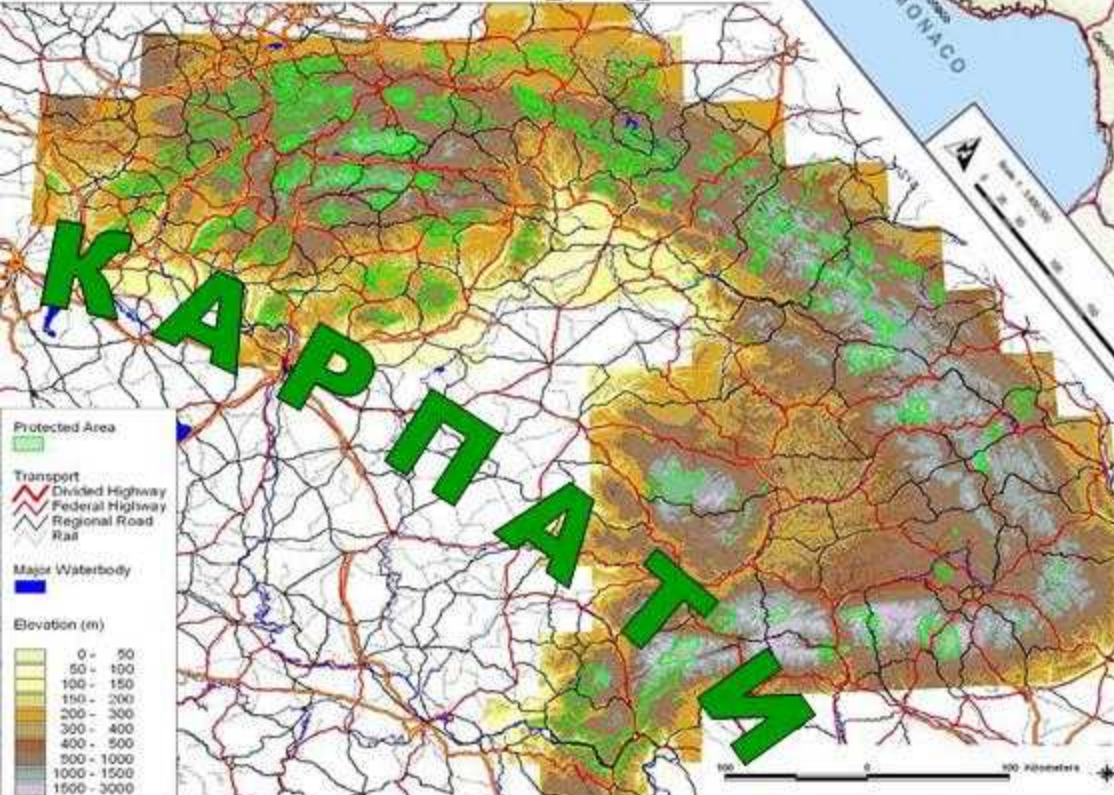 MONACO
КАРПАТИ
Protected Area
Transport
Divided Highway
Federal Highway
Regional Road
Rail
Major Waterbody
Elevation (m)
0 - 50
50 - 100
100 - 150
150 - 200
200 - 300
300 - 400
400 - 500
500 - 1000
1000 - 1500
1500 - 3000
100 0 100 Kilometers